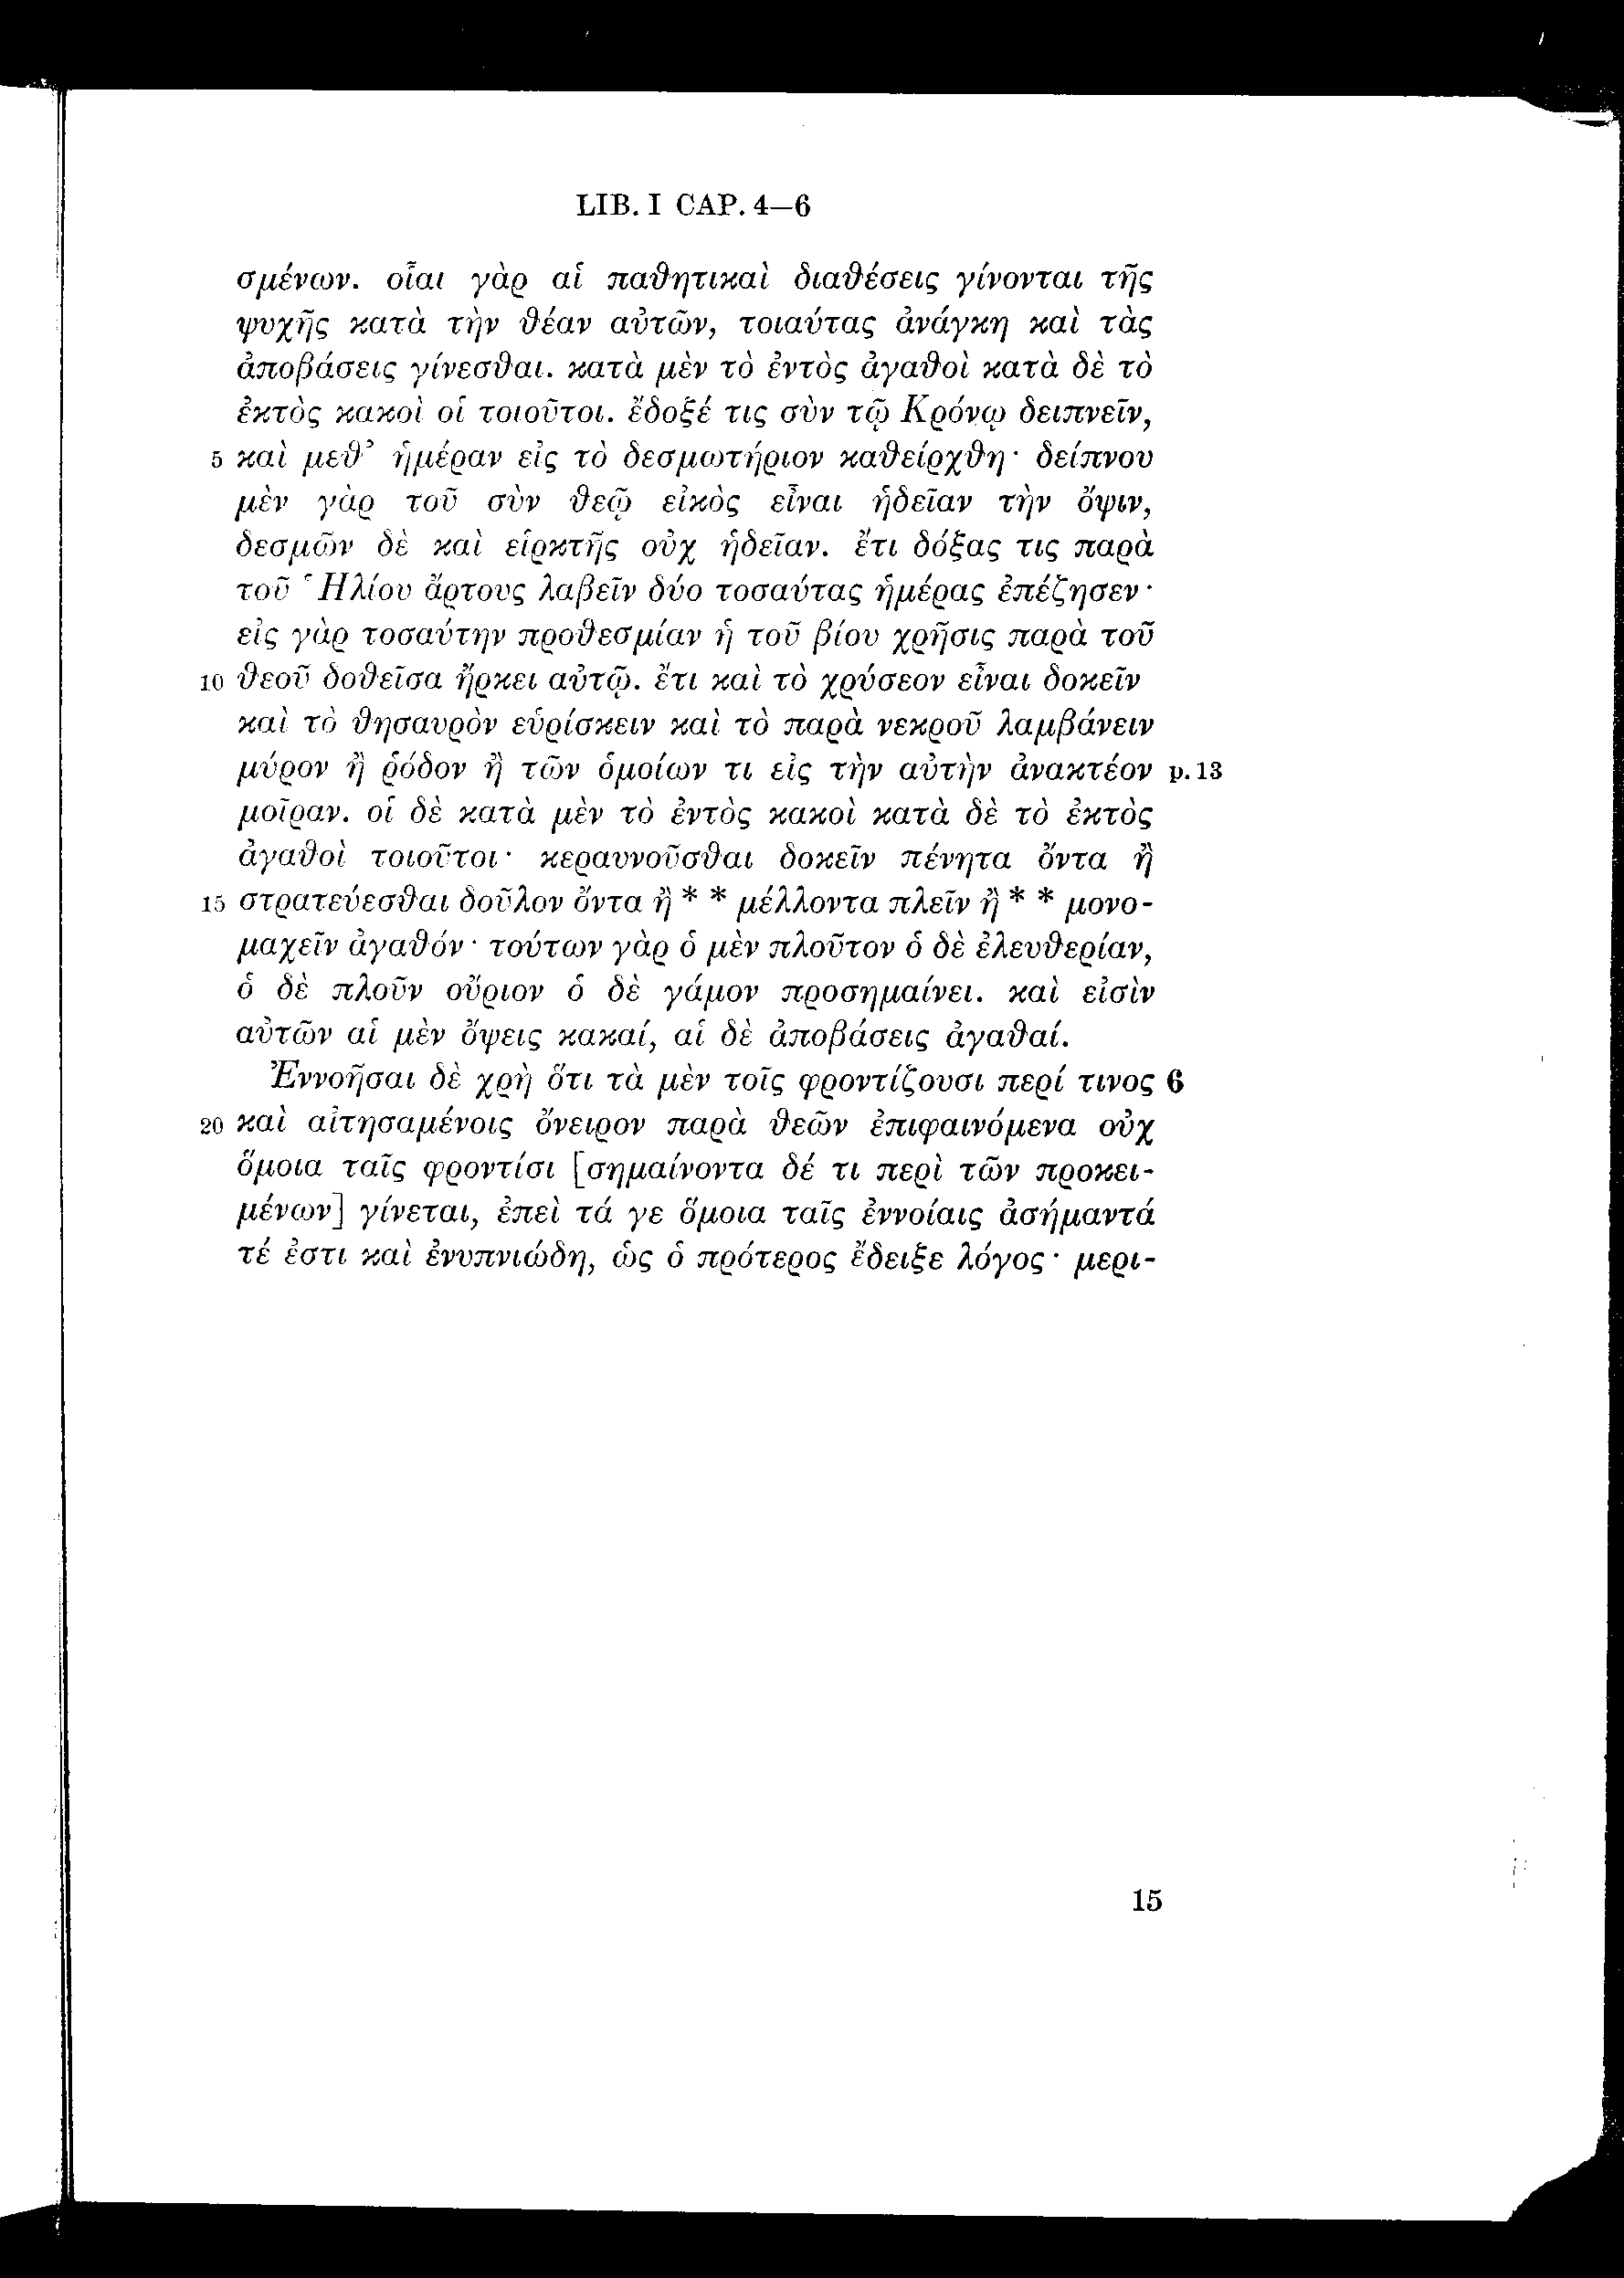 LIB. I CAP. 4—6
σμένων. οἷαι γὰρ αἱ παθητικαὶ διαθέσεις γίνονται τῆς
ψυχῆς κατὰ τὴν θέαν αὐτῶν, τοιαύτας ἀνάγκη καὶ τὰς
ἀποβάσεις γίνεσθαι. κατὰ μὲν τὸ ἐντὸς ἀγαθοὶ κατὰ δὲ τὸ
ἐκτὸς κακοὶ οἱ τοιοῦτοι. ἔδοξέ τις σὺν τῷ Κρόνῳ δειπνεῖν,
5 καὶ μεθ’ ἡμέραν εἰς τὸ δεσμωτήριον καθείρχθη· δείπνου
μὲν γὰρ τοῦ σὺν θεῷ εἰκὸς εἶναι ἡδεῖαν τὴν ὄψιν,
δεσμῶν δὲ καὶ εἱρκτῆς οὐχ ἡδεῖαν. ἔτι δόξας τις παρὰ
τοῦ Ἡλίου ἄρτους λαβεῖν δύο τοσαύτας ἡμέρας ἐπέζησεν·
εἰς γὰρ τοσαύτην προθεσμίαν ἡ τοῦ βίου χρῆσις παρὰ τοῦ
10 θεοῦ δοθεῖσα ἤρκει αὐτῷ. ἔτι καὶ τὸ χρύσεον εἶναι δοκεῖν
καὶ τὸ θησαυρὸν εὑρίσκειν καὶ τὸ παρὰ νεκροῦ λαμβάνειν
μύρον ἢ ῥόδον ἢ τῶν ὁμοίων τι εἰς τὴν αὐτὴν ἀνακτέον p. 13
μοῖραν. οἱ δὲ κατὰ μὲν τὸ ἐντὸς κακοὶ κατὰ δὲ τὸ ἐκτὸς
ἀγαθοὶ τοιοῦτοι· κεραυνοῦσθαι δοκεῖν πένητα ὄντα ἢ
15 στρατεύεσθαι δοῦλον ὄντα ἢ * * μέλλοντα πλεῖν ἢ * * μονο-
μαχεῖν ἀγαθόν· τούτων γὰρ ὁ μὲν πλοῦτον ὁ δὲ ἐλευθερίαν,
ὁ δὲ πλοῦν οὔριον ὁ δὲ γάμον προσημαίνει. καὶ εἰσὶν
αὐτῶν αἱ μὲν ὄψεις κακαί, αἱ δὲ ἀποβάσεις ἀγαθαί.
Ἐννοῆσαι δὲ χρὴ ὅτι τὰ μὲν τοῖς φροντίζουσι περί τινος 6
20 καὶ αἰτησαμένοις ὄνειρον παρὰ θεῶν ἐπιφαινόμενα οὐχ
ὅμοια ταῖς φροντίσι [σημαίνοντα δέ τι περὶ τῶν προκει-
μένων] γίνεται, ἐπεὶ τά γε ὅμοια ταῖς ἐννοίαις ἀσήμαντά
τέ ἐστι καὶ ἐνυπνιώδη, ὡς ὁ πρότερος ἔδειξε λόγος· μερι-
15